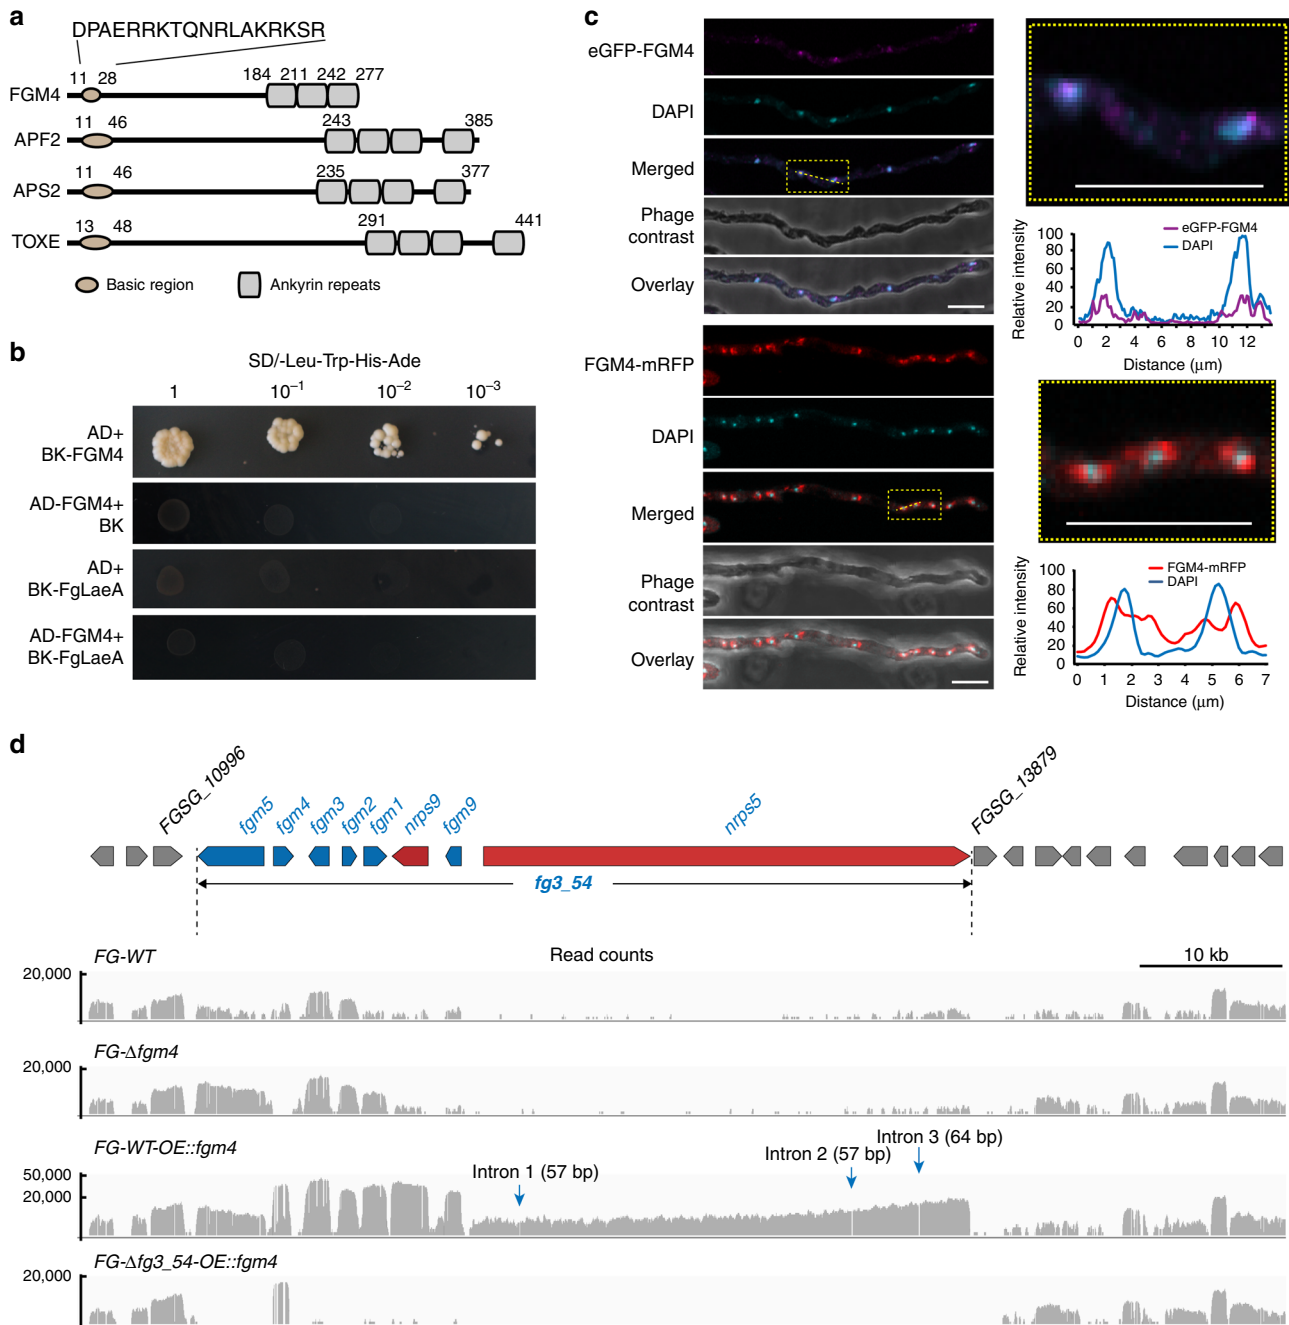 a
DPAERRKTQNRLAKRKSR
11 28 184 211 242 277
FGM4
11 46 243 385
APF2
11 46 235 377
APS2
13 48 291 441
TOXE
Basic region Ankyrin repeats
b
SD/-Leu-Trp-His-Ade
1 10⁻¹ 10⁻² 10⁻³
AD+
BK-FGM4
AD-FGM4+
BK
AD+
BK-FgLaeA
AD-FGM4+
BK-FgLaeA
c
eGFP-FGM4
DAPI
Merged
Phage
contrast
Overlay
FGM4-mRFP
DAPI
Merged
Phage
contrast
Overlay
Relative intensity
100
80
60
40
20
0
eGFP-FGM4
DAPI
0 2 4 6 8 10 12
Distance (μm)
Relative intensity
100
80
60
40
20
0
FGM4-mRFP
DAPI
0 1 2 3 4 5 6 7
Distance (μm)
d
FGSG_10996 fgm5 fgm4 fgm3 fgm2 fgm1 nrps9 fgm9 nrps5 FGSG_13879
fg3_54
FG-WT Read counts 10 kb
20,000
FG-Δfgm4
20,000
FG-WT-OE::fgm4
50,000
20,000
Intron 1 (57 bp) Intron 2 (57 bp) Intron 3 (64 bp)
FG-Δfg3_54-OE::fgm4
20,000